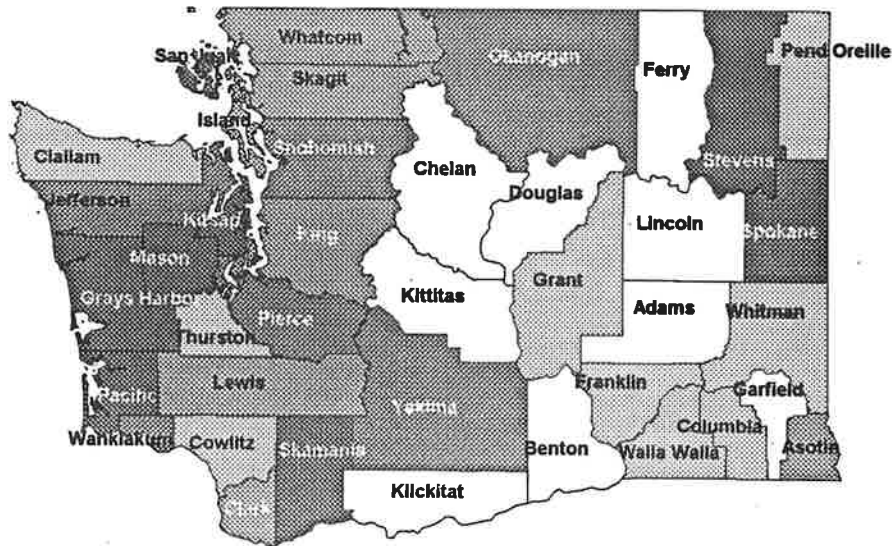 Whatcom
San Juan
Okanogan
Ferry
Pend Oreille
Skagit
Island
Snohomish
Clallam
Chelan
Stevens
Jefferson
Kitsap
Douglas
King
Lincoln
Spokane
Mason
Grays Harbor
Kittitas
Grant
Adams
Whitman
Thurston
Pierce
Lewis
Franklin
Garfield
Pacific
Yakima
Columbia
Wahkiakum
Cowlitz
Skamania
Benton
Walla Walla
Asotin
Klickitat
Clark